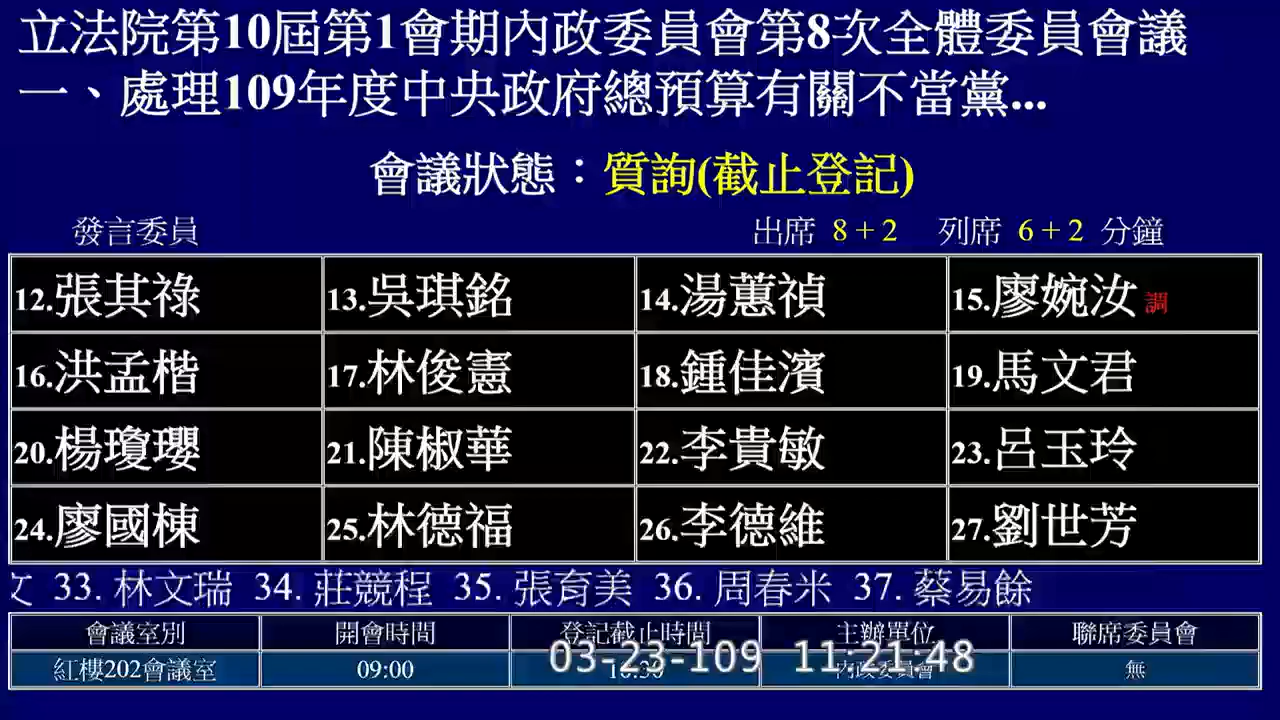 立法院第10屆第1會期內政委員會第8次全體委員會議
一、處理109年度中央政府總預算有關不當黨...
會議狀態：質詢(截止登記)
發言委員 出席 8+2 列席 6+2 分鐘
12.張其祿 13.吳琪銘 14.湯蕙禎 15.廖婉汝 調
16.洪孟楷 17.林俊憲 18.鍾佳濱 19.馬文君
20.楊瓊瓔 21.陳椒華 22.李貴敏 23.呂玉玲
24.廖國棟 25.林德福 26.李德維 27.劉世芳
文 33. 林文瑞 34. 莊競程 35. 張育美 36. 周春米 37. 蔡易餘
會議室別 開會時間 登記截止時間 主辦單位 聯席委員會
紅樓202會議室 09:00 10:30 內政委員會 無
03-23-109 11:21:48